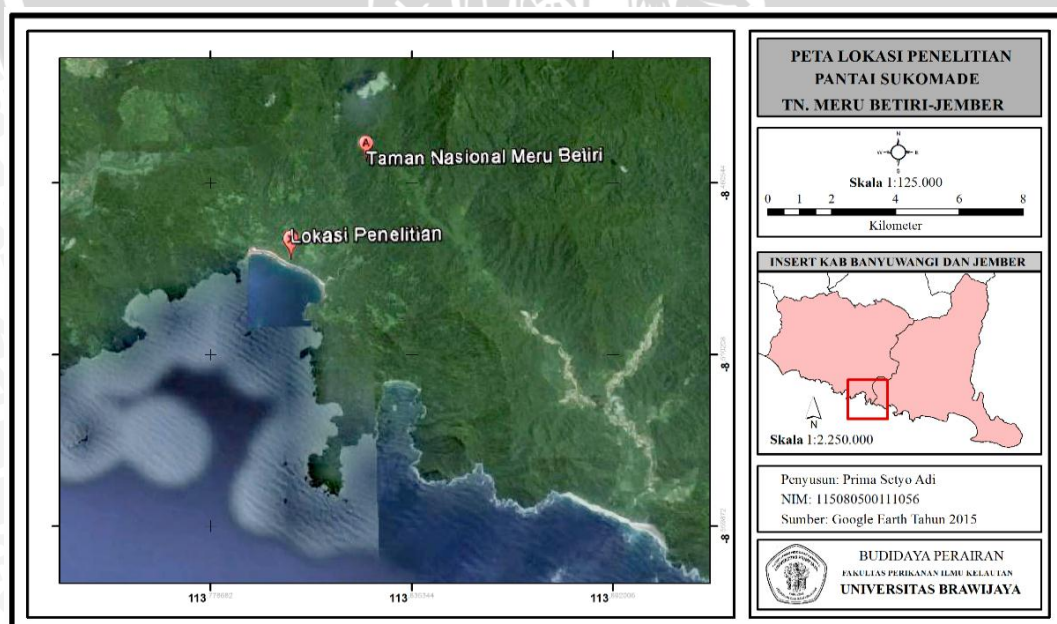 Taman Nasional Meru Betiri
Lokasi Penelitian
113
113
113
-8
-8
-8
PETA LOKASI PENELITIAN
PANTAI SUKOMADE
TN. MERU BETIRI-JEMBER
N
W
E
S
Skala 1:125.000
0 1 2 4 6 8
Kilometer
INSERT KAB BANYUWANGI DAN JEMBER
N
Skala 1:2.250.000
Penyusun: Prima Setyo Adi
NIM: 115080500111056
Sumber: Google Earth Tahun 2015
BUDIDAYA PERAIRAN
FAKULTAS PERIKANAN ILMU KELAUTAN
UNIVERSITAS BRAWIJAYA